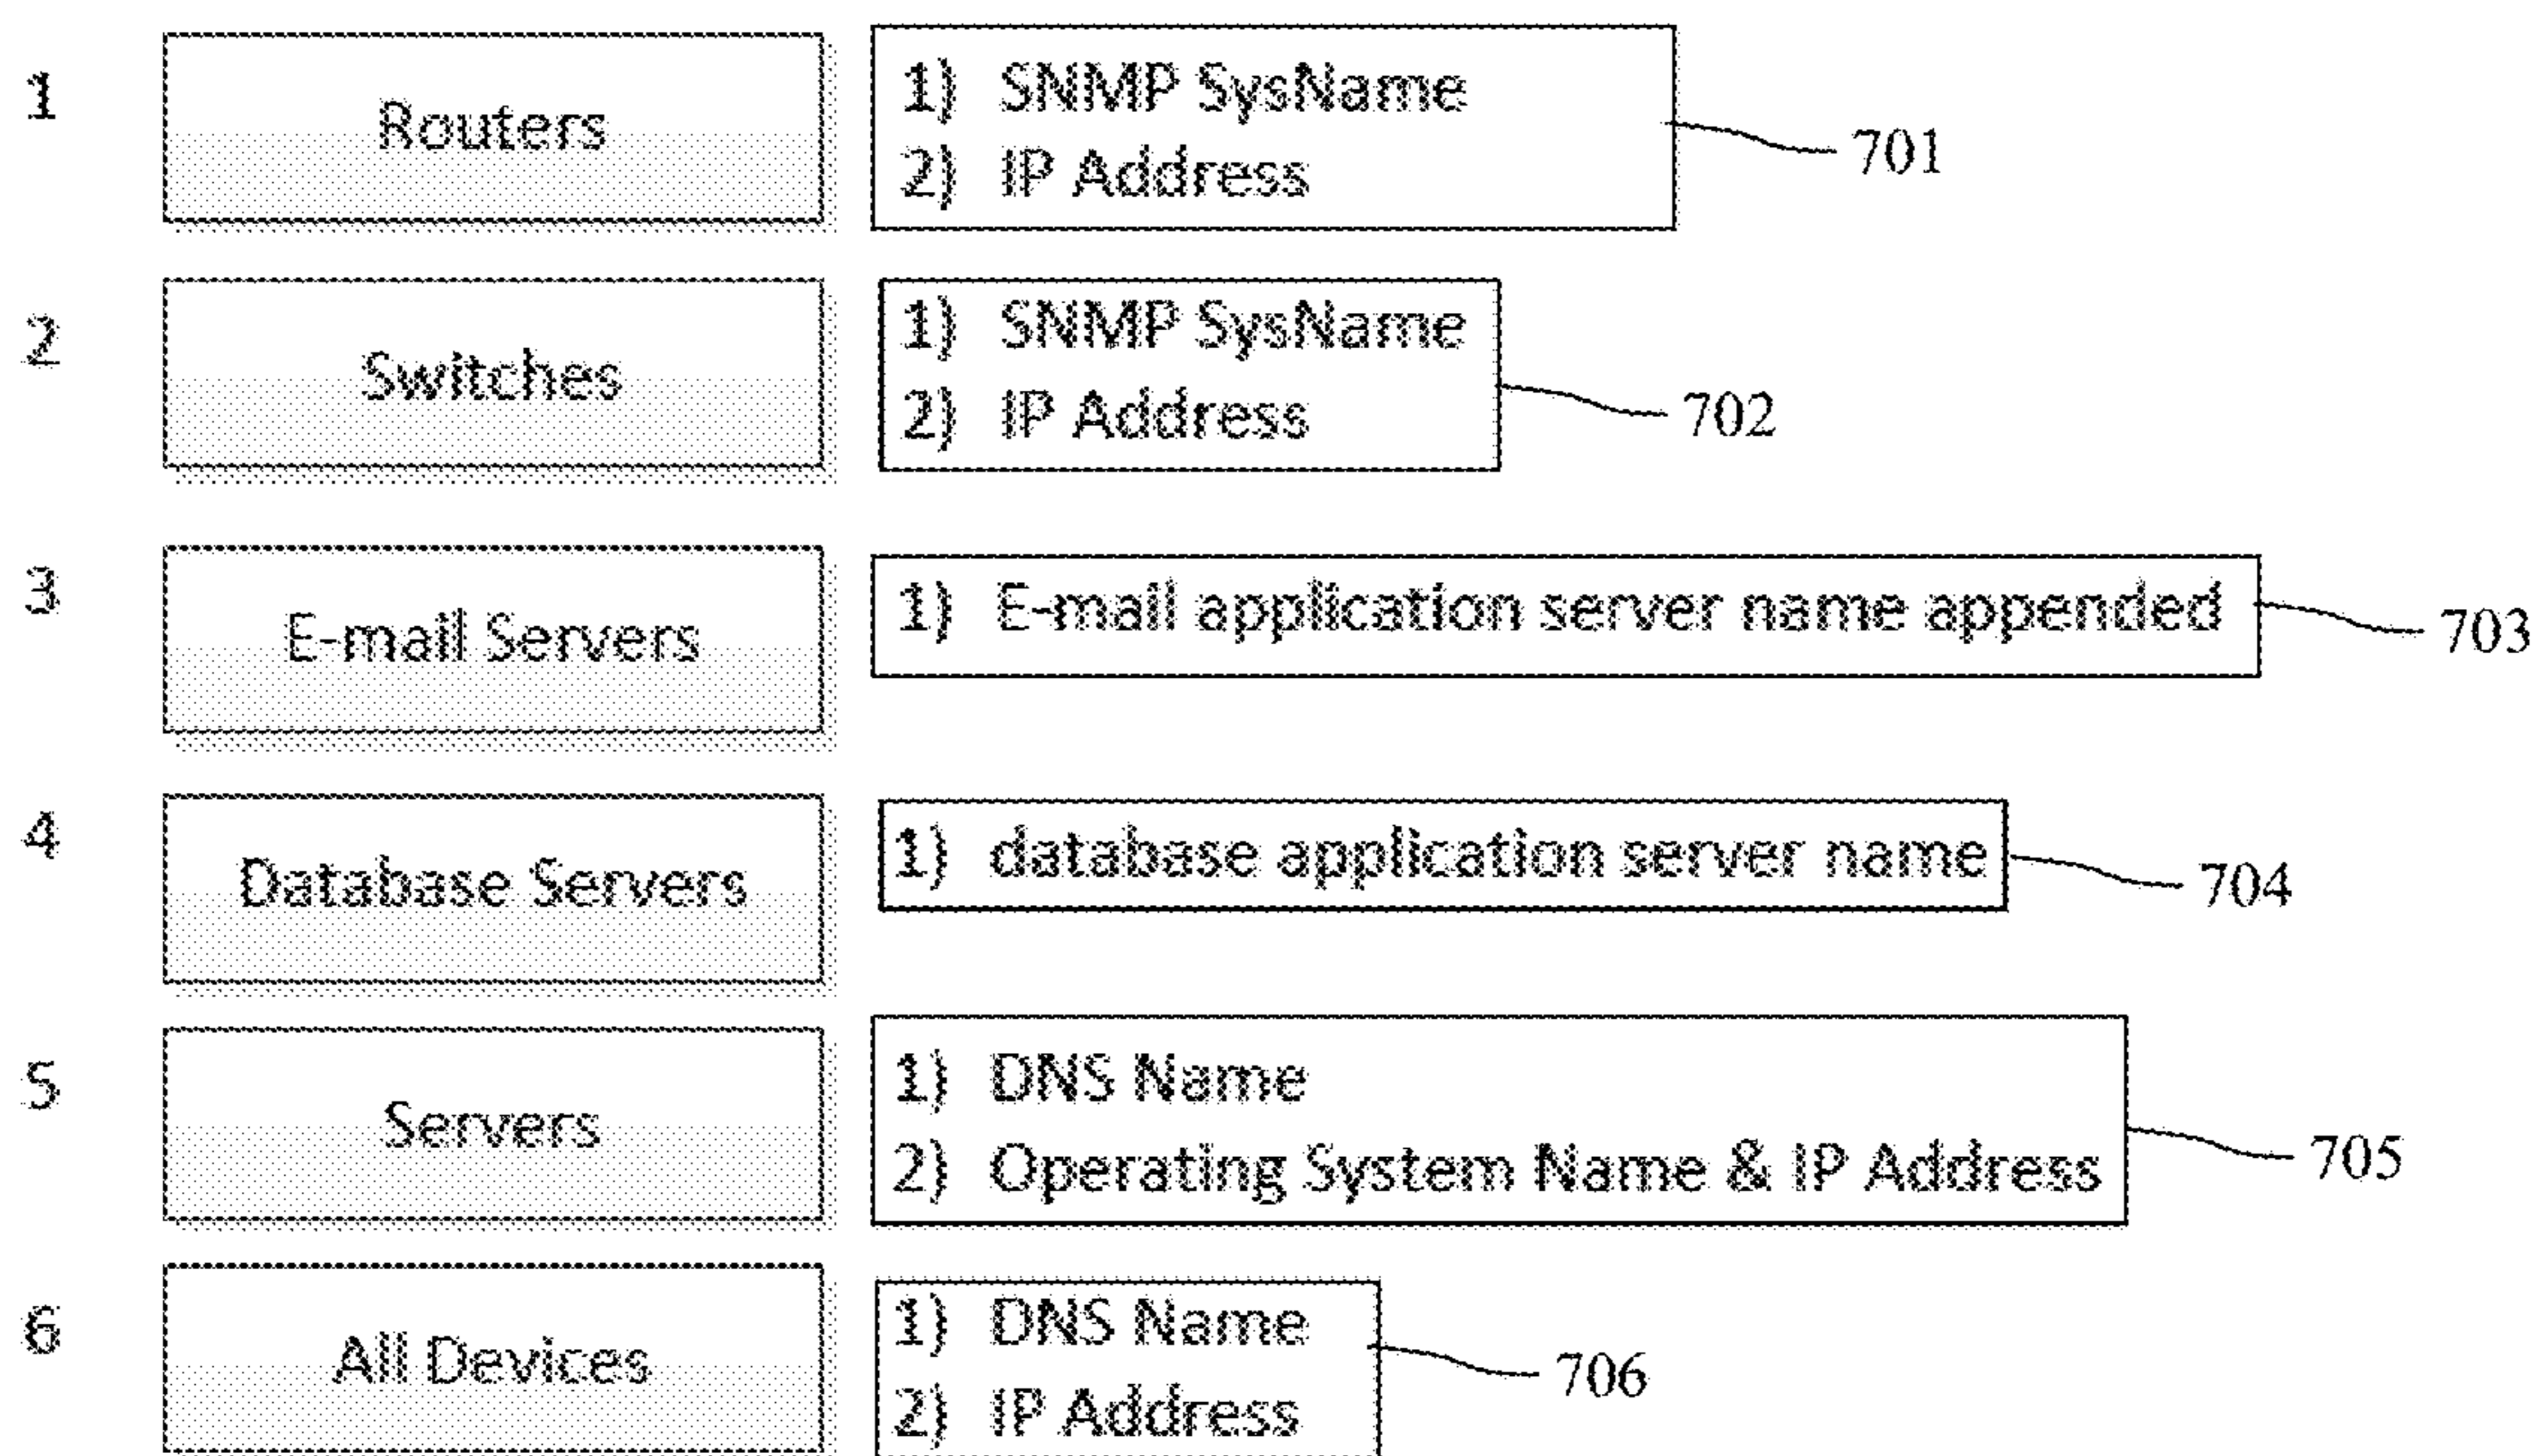 1
Routers
1) SNMP SysName
2) IP Address
701
2
Switches
1) SNMP SysName
2) IP Address
702
3
E-mail Servers
1) E-mail application server name appended
703
4
Database Servers
1) database application server name
704
5
Servers
1) DNS Name
2) Operating System Name & IP Address
705
6
All Devices
1) DNS Name
2) IP Address
706